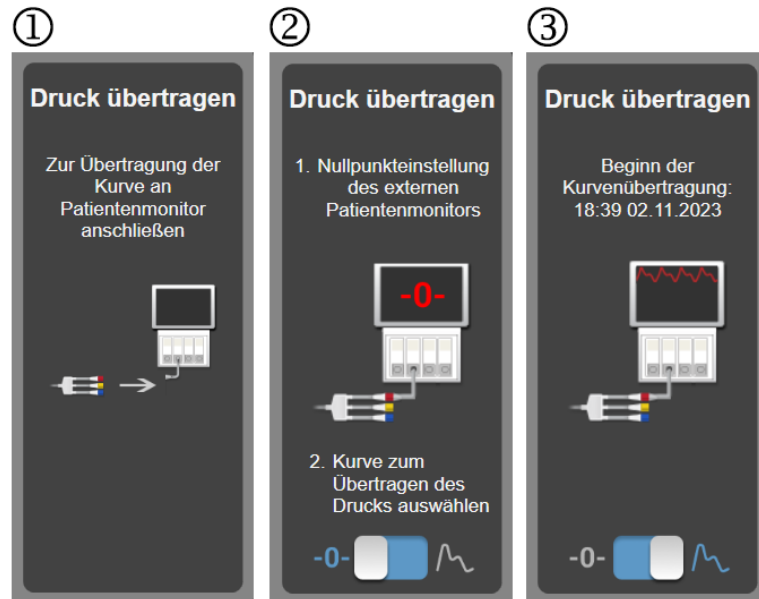 ①
Druck übertragen
Zur Übertragung der
Kurve an
Patientenmonitor
anschließen
②
Druck übertragen
1. Nullpunkteinstellung
des externen
Patientenmonitors
-0-
2. Kurve zum
Übertragen des
Drucks auswählen
-0-
③
Druck übertragen
Beginn der
Kurvenübertragung:
18:39 02.11.2023
-0-